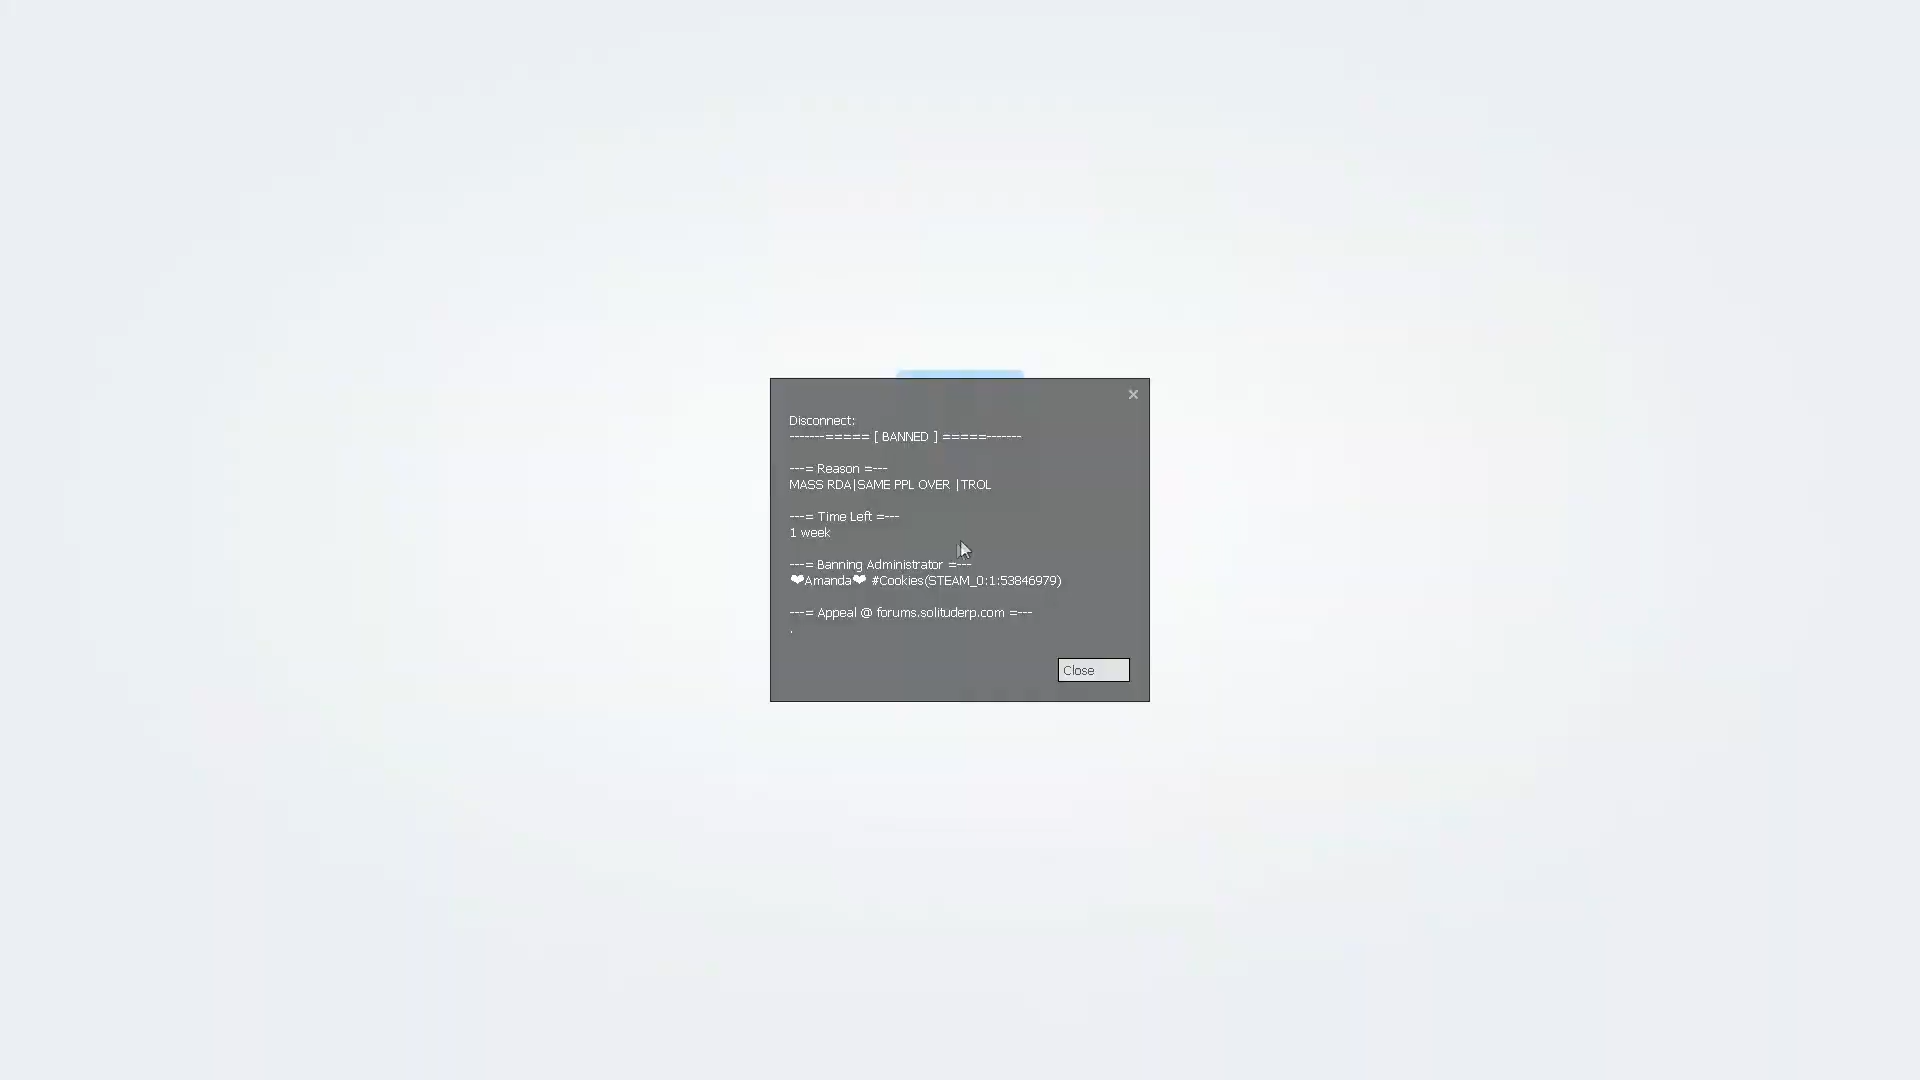 Disconnect:
-------===== [ BANNED ] =====-------
---= Reason =---
MASS RDA|SAME PPL OVER |TROL
---= Time Left =---
1 week
---= Banning Administrator =---
❤Amanda❤ #Cookies(STEAM_0:1:53846979)
---= Appeal @ forums.solituderp.com =---
.
Close